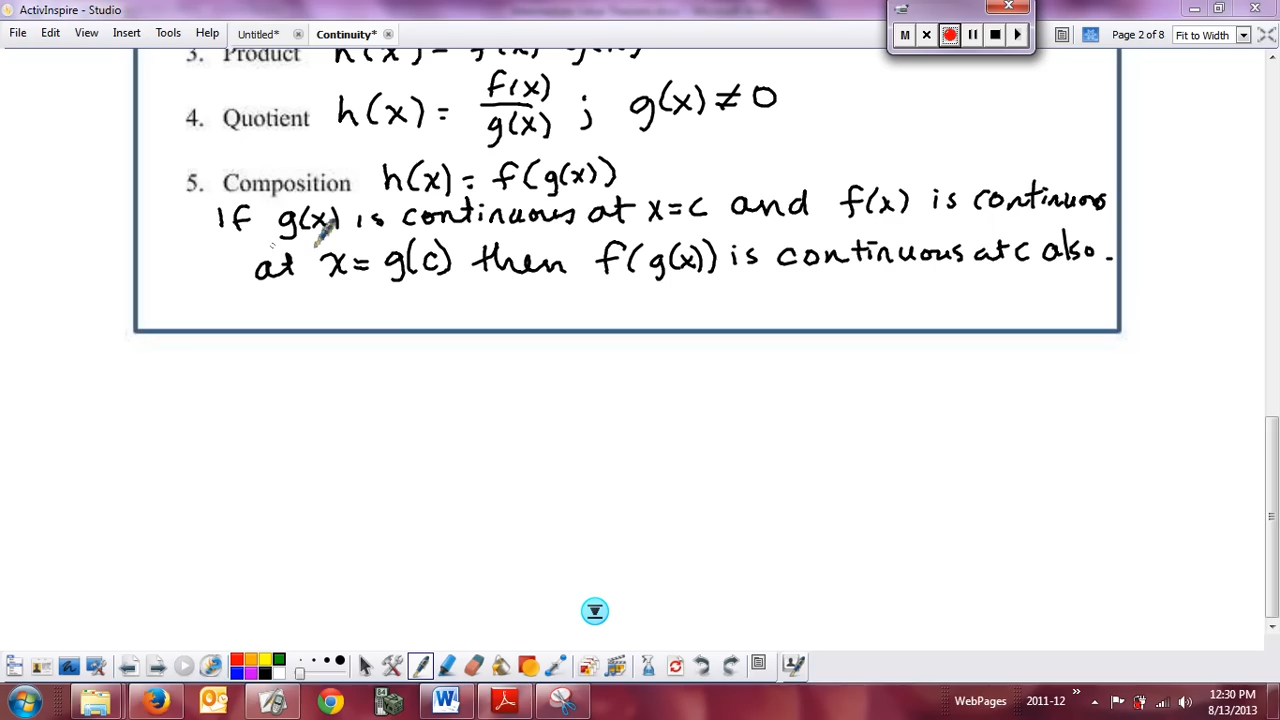 ActivInspire - Studio
File Edit View Insert Tools Help Untitled* Continuity* M Page 2 of 8 Fit to Width
3. Product h(x) =
4. Quotient h(x) = f(x)/g(x) ; g(x) ≠ 0
5. Composition h(x) = f(g(x))
If g(x) is continuous at x=c and f(x) is continuous
at x= g(c) then f(g(x)) is continuous at c also.
WebPages 2011-12 » 12:30 PM
8/13/2013